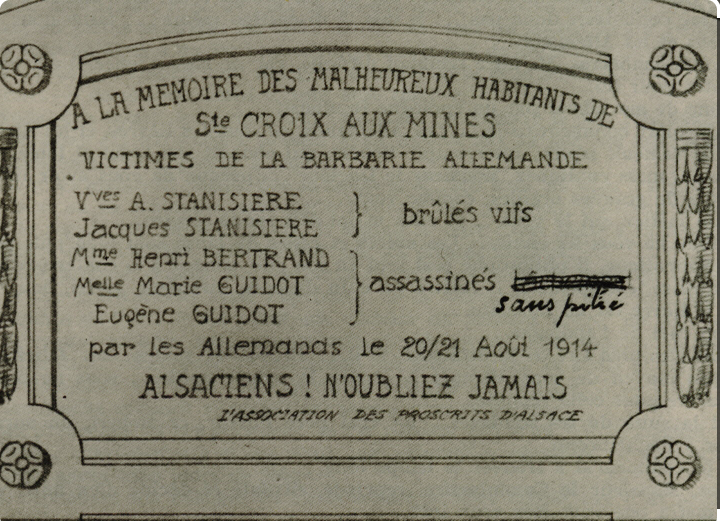 A LA MEMOIRE DES MALHEUREUX HABITANTS DE
Ste CROIX AUX MINES
VICTIMES DE LA BARBARIE ALLEMANDE
Vves A. STANISIERE
Jacques STANISIERE
brûlés vifs
Mme Henri BERTRAND
Melle Marie GUIDOT
Eugène GUIDOT
assassinés
sans pitié
par les Allemands le 20/21 Août 1914
ALSACIENS ! N'OUBLIEZ JAMAIS
L'ASSOCIATION DES PROSCRITS D'ALSACE